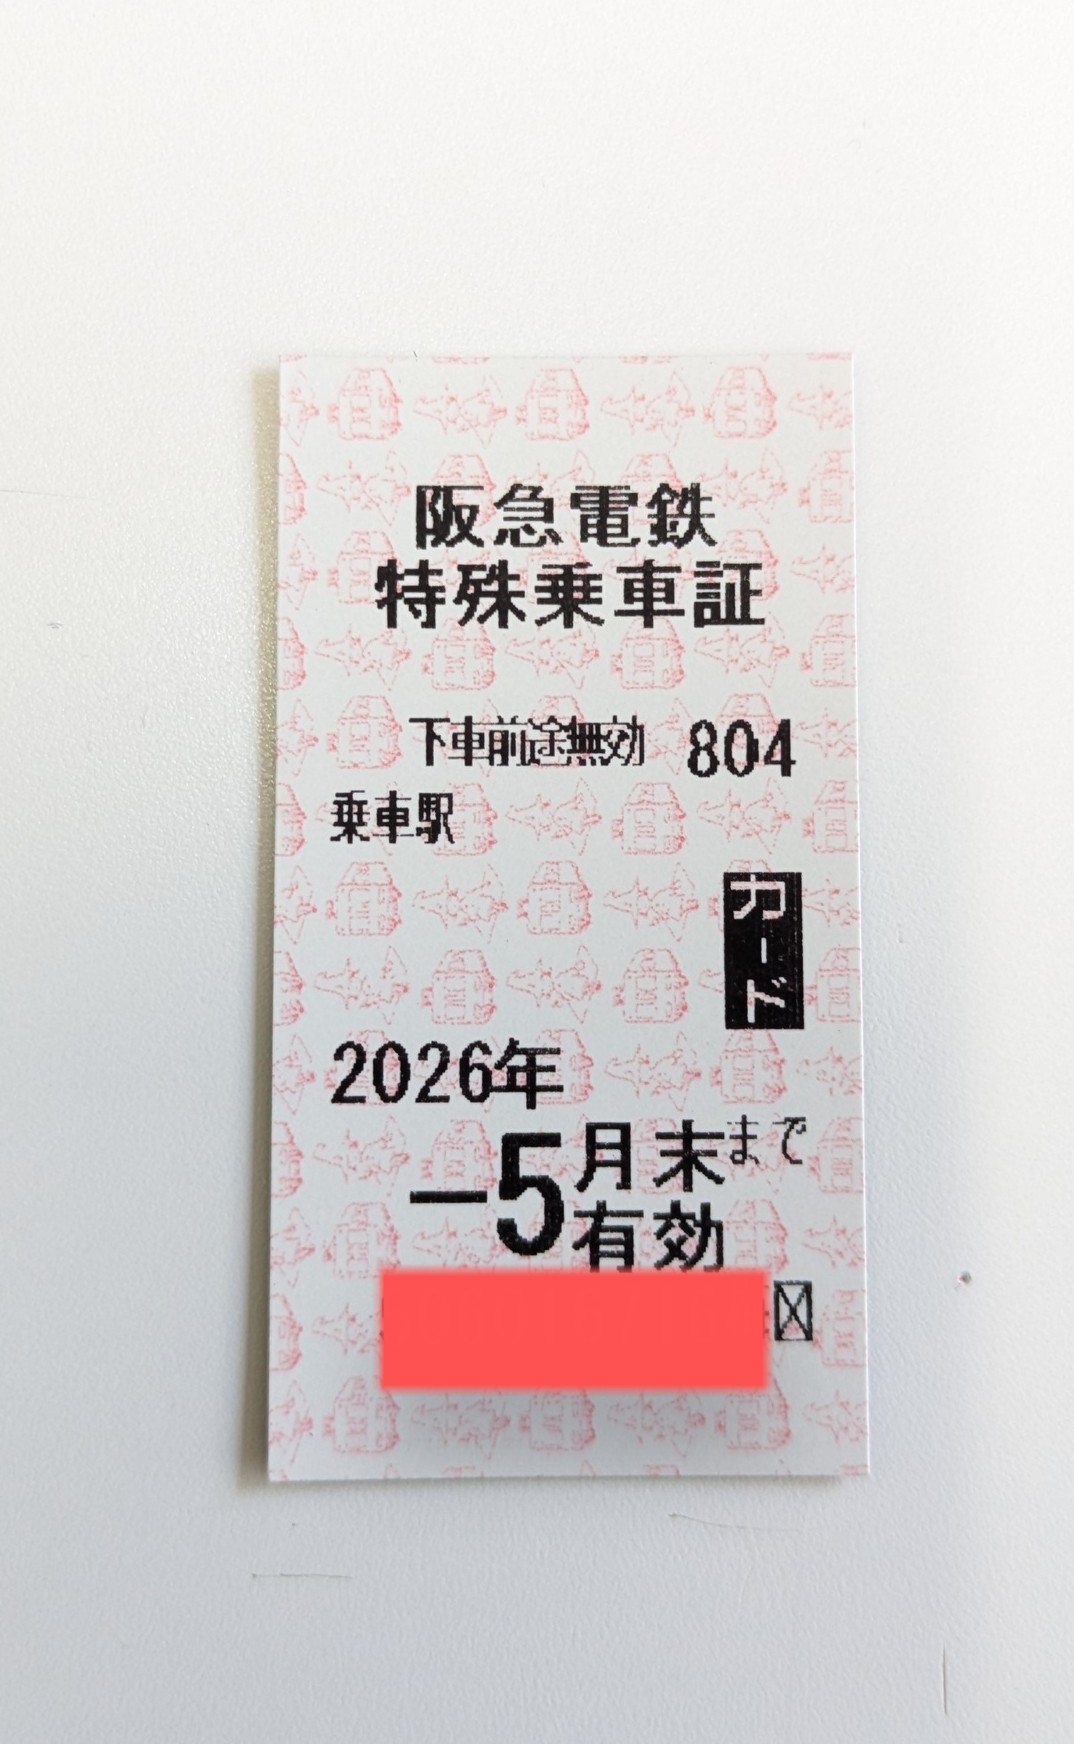 阪急電鉄
特殊乗車証
下車前途無効 804
乗車駅
カード
2026年
-5月末まで
有効